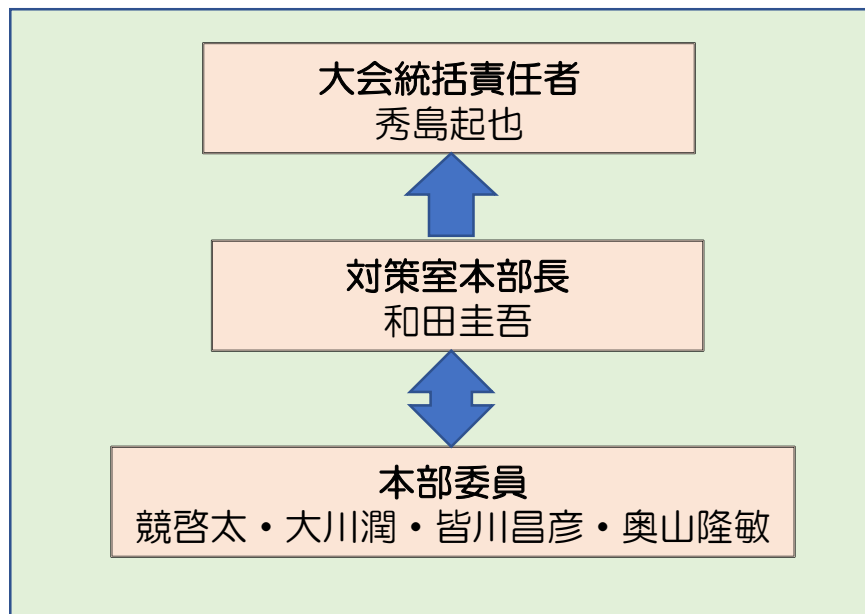 大会統括責任者
秀島起也
対策室本部長
和田圭吾
本部委員
競啓太・大川潤・皆川昌彦・奥山隆敏